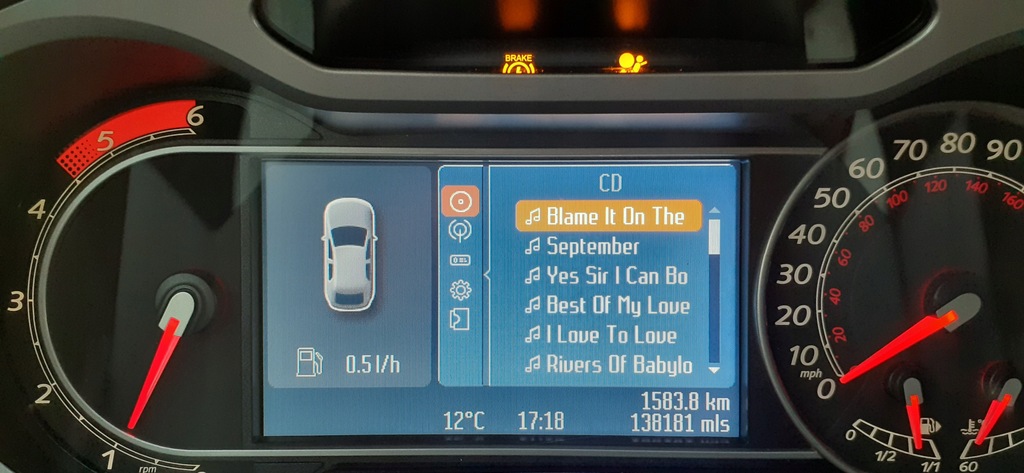 BRAKE
6
5
4
3
2
1
rpm
CD
Blame It On The
September
Yes Sir I Can Bo
Best Of My Love
I Love To Love
Rivers Of Babylo
0.5 l/h
1583.8 km
12°C 17:18 138181 mls
90
80
70
60
50
40
30
20
10
mph
0
160
140
120
100
80
60
40
20
0
1/2
1/1
60